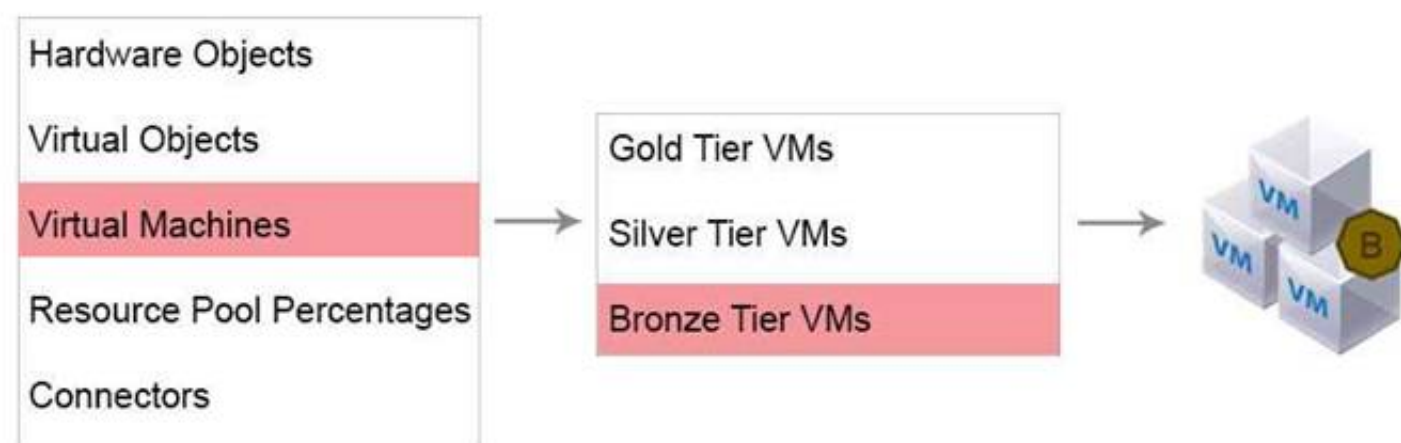 Hardware Objects
Virtual Objects
Virtual Machines
Resource Pool Percentages
Connectors
Gold Tier VMs
Silver Tier VMs
Bronze Tier VMs
VM
VM
VM
B